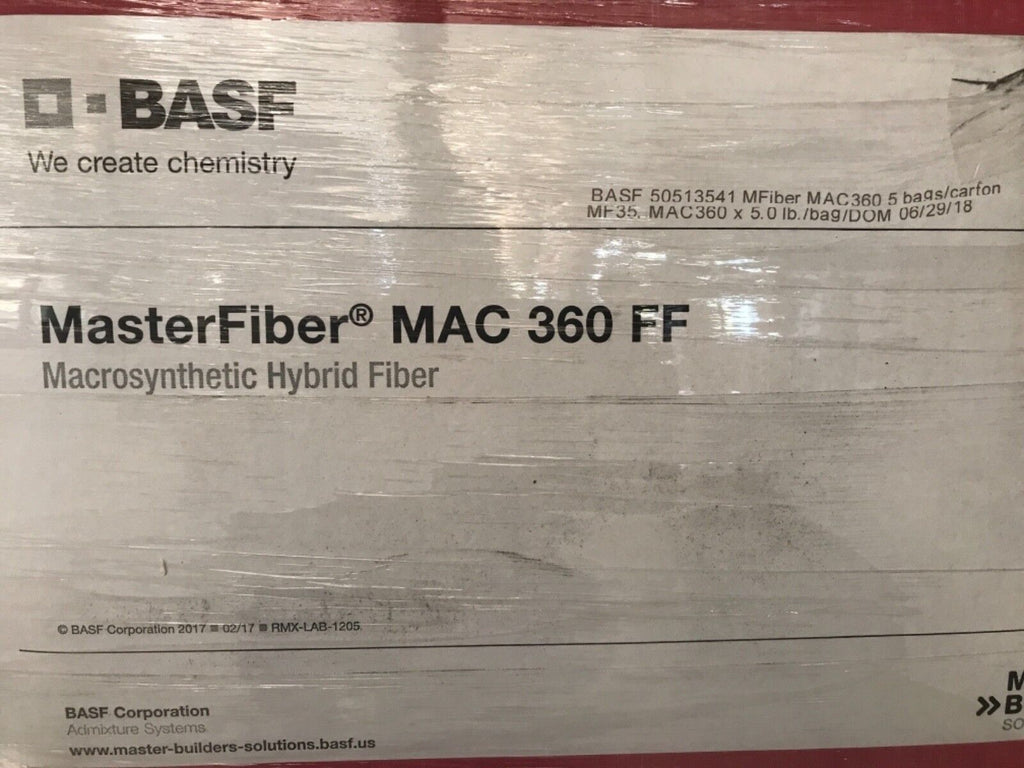 BASF
We create chemistry
BASF 50513541 MFiber MAC360 5 bags/carton
MF35, MAC360 x 5.0 lb./bag/DOM 06/29/18
MasterFiber® MAC 360 FF
Macrosynthetic Hybrid Fiber
© BASF Corporation 2017 ■ 02/17 ■ RMX-LAB-1205
BASF Corporation
Admixture Systems
www.master-builders-solutions.basf.us